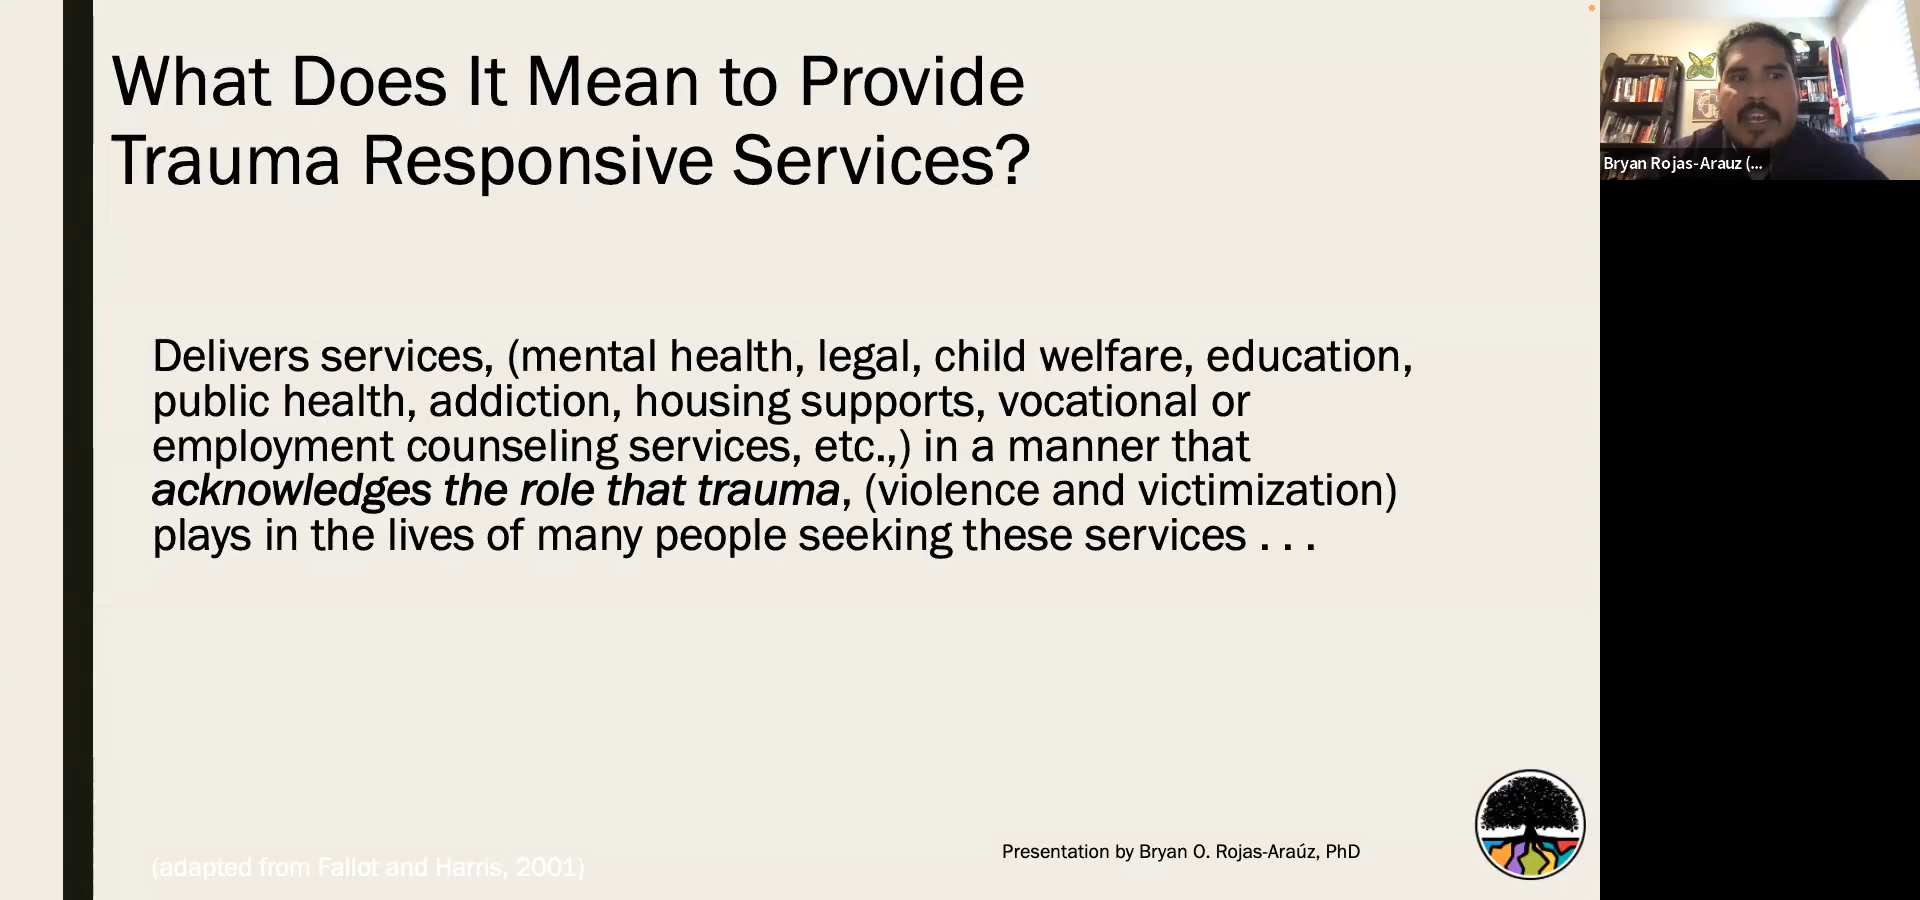 What Does It Mean to Provide
Trauma Responsive Services?
Delivers services, (mental health, legal, child welfare, education,
public health, addiction, housing supports, vocational or
employment counseling services, etc.,) in a manner that
acknowledges the role that trauma, (violence and victimization)
plays in the lives of many people seeking these services . . .
(adapted from Fallot and Harris, 2001)
Presentation by Bryan O. Rojas-Araúz, PhD
Bryan Rojas-Arauz (...